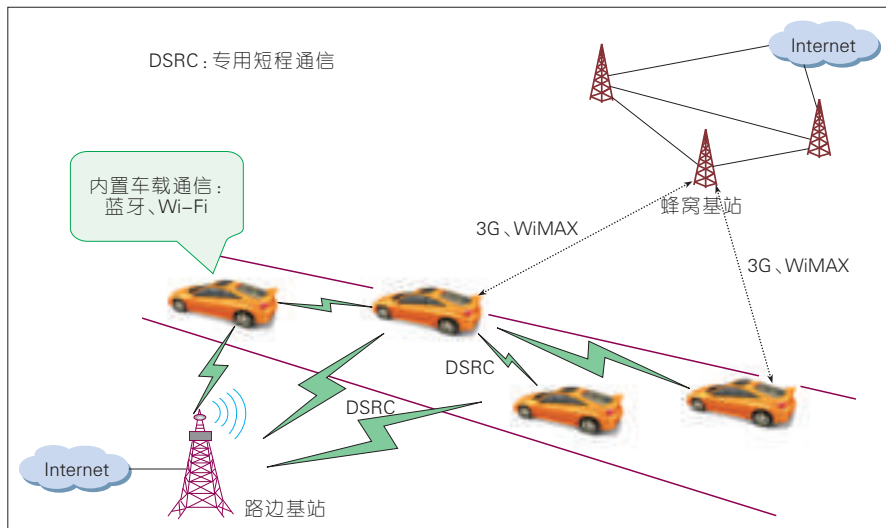 DSRC：专用短程通信
Internet
内置车载通信：
蓝牙、Wi-Fi
蜂窝基站
3G、WiMAX
3G、WiMAX
DSRC
DSRC
Internet
路边基站